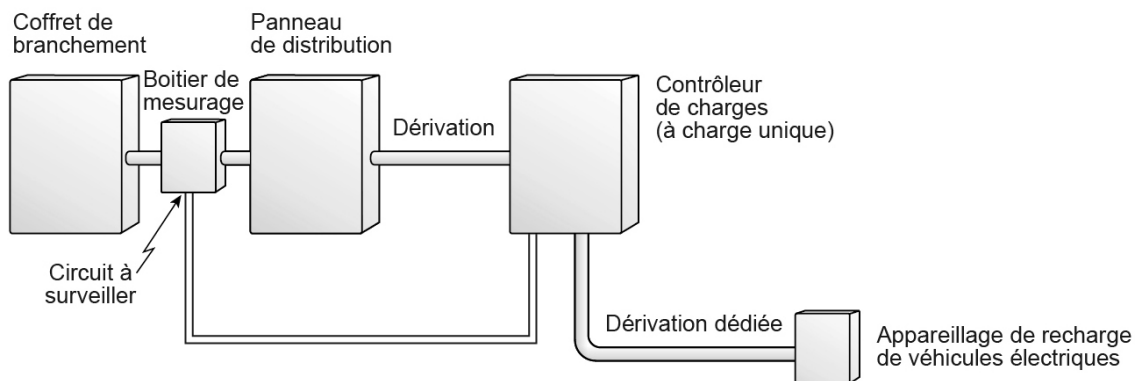 Coffret de
branchement
Boitier de
mesurage
Panneau
de distribution
Dérivation
Contrôleur
de charges
(à charge unique)
Circuit à
surveiller
Dérivation dédiée
Appareillage de recharge
de véhicules électriques